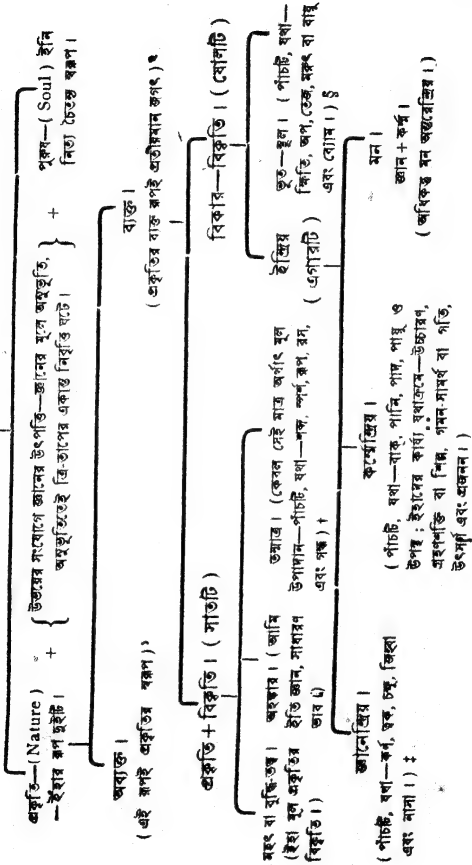 প্রকৃতি—(Nature) + { উভয়ের সংযোগে জ্ঞানের উৎপত্তি—জ্ঞানের মূলে অনুভূতি, } + পুরুষ—(Soul) ইনি
—ইঁহার রূপ দুইটি। অনুভূতিতেই ত্রি-তাপের একান্ত নিবৃত্তি ঘটে। নিত্য চৈতন্য স্বরূপ।
অব্যক্ত। ব্যক্ত।
(এই রূপই প্রকৃতির স্বরূপ)১ (প্রকৃতির ব্যক্ত রূপই প্রতীয়মান জগৎ)২
প্রকৃতি+বিকৃতি। (সাতটি) বিকার—বিকৃতি। (ষোলটি)
মহৎ বা বুদ্ধি-তত্ত্ব। অহঙ্কার। (আমি তন্মাত্র। (কেবল সেই মাত্র অর্থাৎ মূল ইন্দ্রিয় ভূত—স্থূল। (পাঁচটি, যথা—
(ইহা মূল প্রকৃতির ইতি জ্ঞান, সাধারণ উপাদান—পাঁচটি, যথা—শব্দ, স্পর্শ, রূপ, রস, (এগারটি) ক্ষিতি, অপ, তেজ, মরুৎ বা বায়ু
বিকৃতি।) ভাব।) এবং গন্ধ।) † এবং ব্যোম।) §
জ্ঞানেন্দ্রিয়। কর্ম্মেন্দ্রিয়। মন।
(পাঁচটি, যথা—কর্ণ, ত্বক, চক্ষু, জিহ্বা (পাঁচটি, যথা—বাক্, পানি, পাদ, পায়ু ও জ্ঞান+কর্ম্ম।
এবং নাসা।) ‡ উপস্থ; ইহাদের কার্য্য যথাক্রমে—উচ্চারণ, (অধিকন্তু মন অন্তরেন্দ্রিয়।)
গ্রহণশক্তি বা শিল্প, গমন-সামর্থ বা গতি,
উৎসর্গ এবং প্রজনন।)